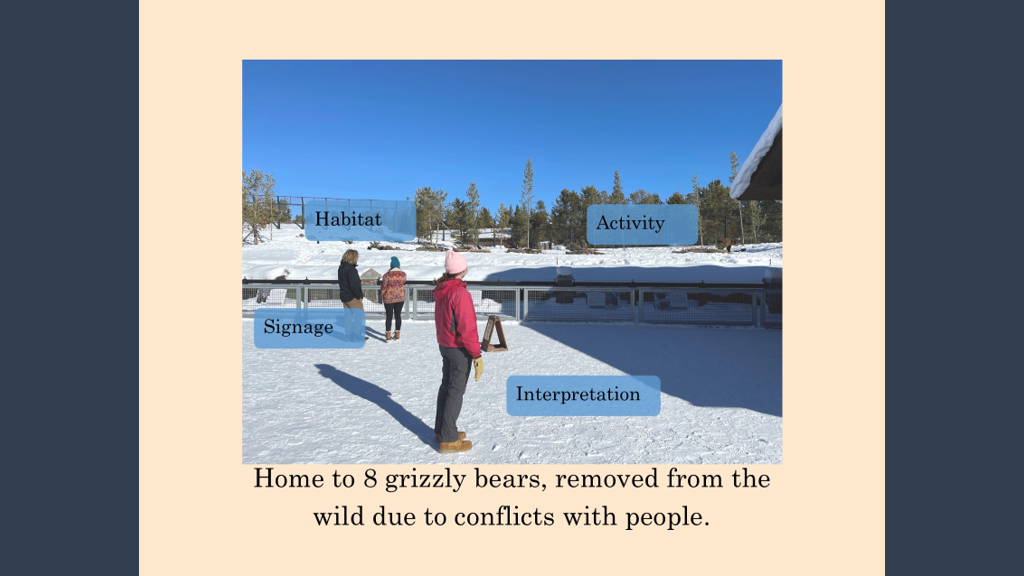 Habitat
Activity
Signage
Interpretation
Home to 8 grizzly bears, removed from the
wild due to conflicts with people.